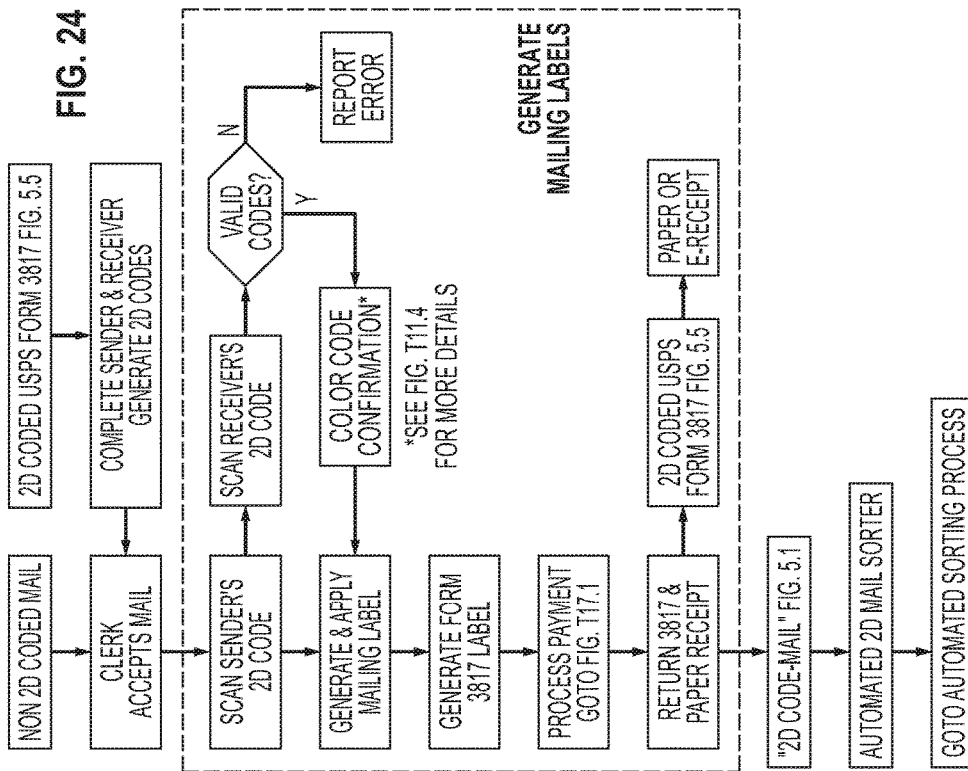 FIG. 24
NON 2D CODED MAIL
2D CODED USPS FORM 3817 FIG. 5.5
CLERK
ACCEPTS MAIL
COMPLETE SENDER & RECEIVER
GENERATE 2D CODES
SCAN SENDER'S
2D CODE
SCAN RECEIVER'S
2D CODE
VALID
CODES?
N
Y
REPORT
ERROR
GENERATE & APPLY
MAILING LABEL
COLOR CODE
CONFIRMATION*
*SEE FIG. T11.4
FOR MORE DETAILS
GENERATE FORM
3817 LABEL
GENERATE
MAILING LABELS
PROCESS PAYMENT
GOTO FIG. T17.1
RETURN 3817 &
PAPER RECEIPT
2D CODED USPS
FORM 3817 FIG. 5.5
PAPER OR
E-RECEIPT
"2D CODE-MAIL" FIG. 5.1
AUTOMATED 2D MAIL SORTER
GOTO AUTOMATED SORTING PROCESS